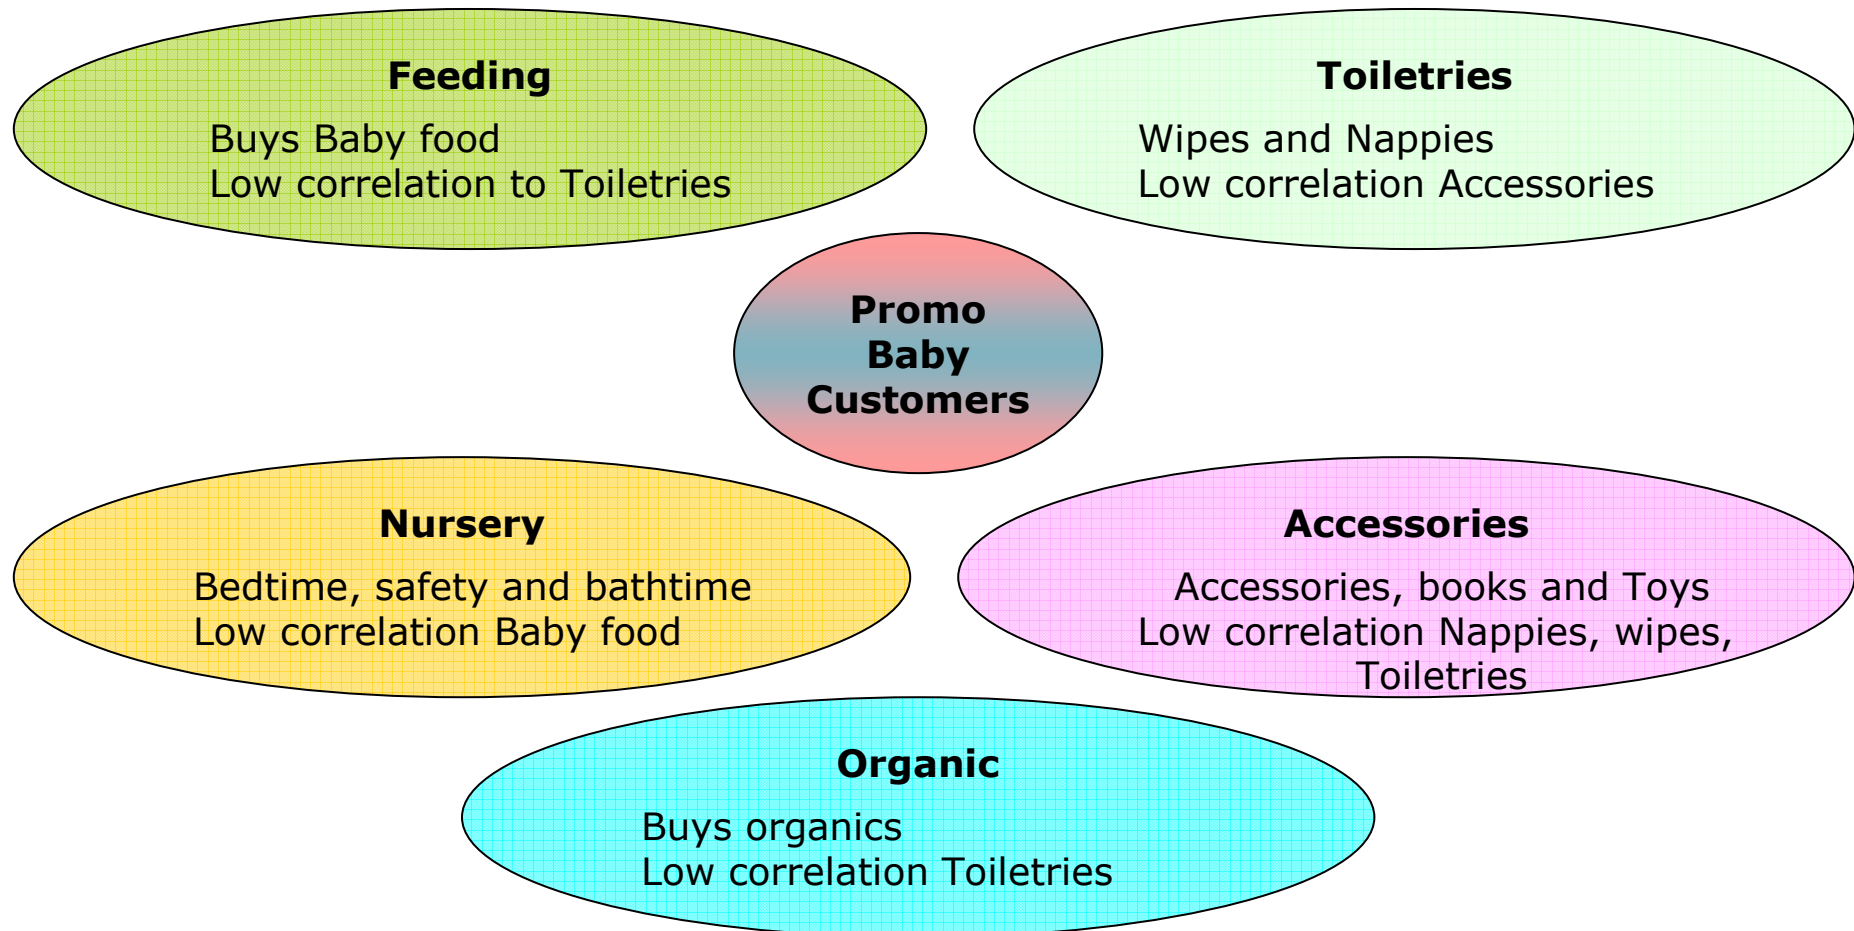 Feeding
Buys Baby food
Low correlation to Toiletries
Toiletries
Wipes and Nappies
Low correlation Accessories
Promo
Baby
Customers
Nursery
Bedtime, safety and bathtime
Low correlation Baby food
Accessories
Accessories, books and Toys
Low correlation Nappies, wipes,
Toiletries
Organic
Buys organics
Low correlation Toiletries